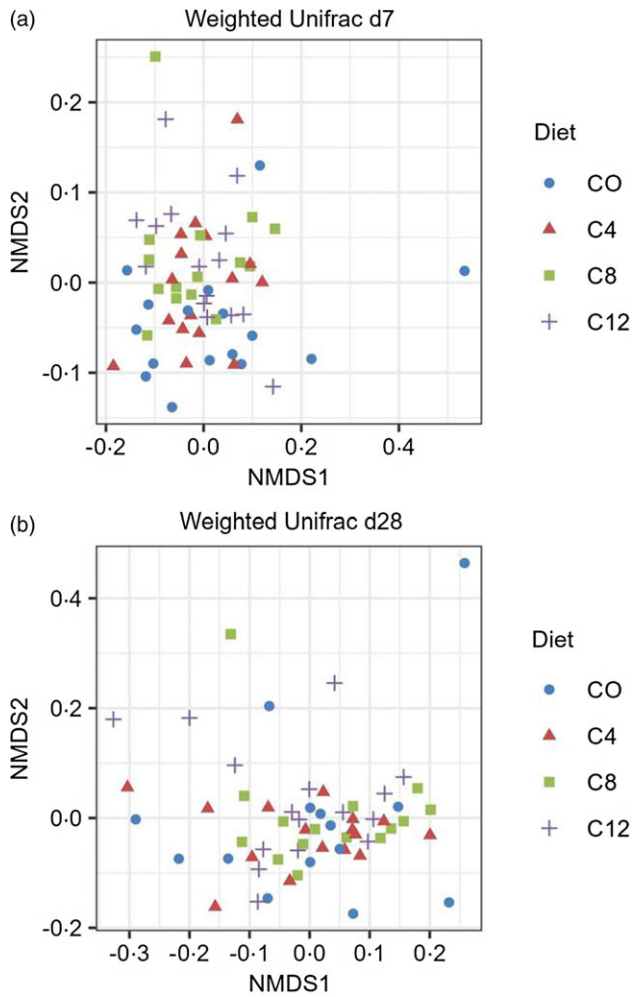 (a)
Weighted Unifrac d7
NMDS2
0·2
0·1
0·0
-0·1
-0·2
0·0
0·2
0·4
NMDS1
Diet
CO
C4
C8
C12
(b)
Weighted Unifrac d28
NMDS2
0·4
0·2
0·0
-0·2
-0·3
-0·2
-0·1
0·0
0·1
0·2
NMDS1
Diet
CO
C4
C8
C12